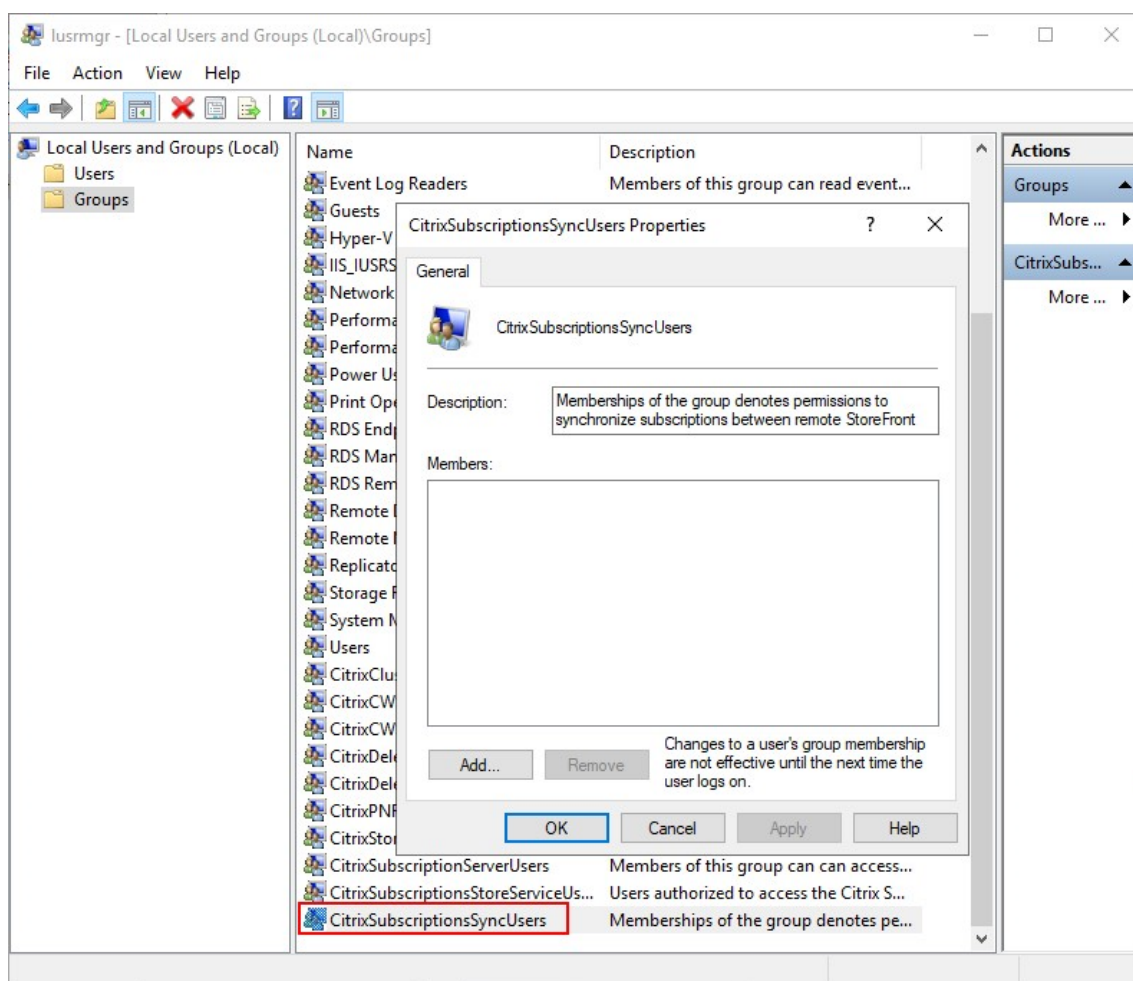 lusrmgr - [Local Users and Groups (Local)\Groups]
File Action View Help
Local Users and Groups (Local)
Users
Groups
Name Description
Event Log Readers Members of this group can read event...
Guests
Hyper-V
IIS_IUSRS
Network
Performa
Performa
Power Us
Print Ope
RDS Endp
RDS Man
RDS Rem
Remote
Remote
Replicato
Storage
System
Users
CitrixClu
CitrixCW
CitrixCW
CitrixDele
CitrixDele
CitrixPNF
CitrixStor
CitrixSubscriptionServerUsers Members of this group can can access...
CitrixSubscriptionsStoreServiceUs... Users authorized to access the Citrix S...
CitrixSubscriptionsSyncUsers Memberships of the group denotes pe...
CitrixSubscriptionsSyncUsers Properties ?
General
CitrixSubscriptionsSyncUsers
Description: Memberships of the group denotes permissions to
synchronize subscriptions between remote StoreFront
Members:
Add... Remove
Changes to a user's group membership
are not effective until the next time the
user logs on.
OK Cancel Apply Help
Actions
Groups
More ...
CitrixSubs...
More ...